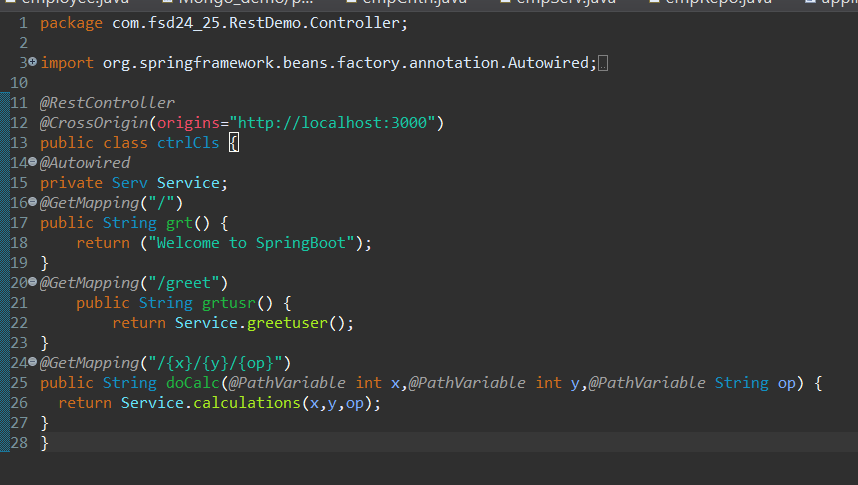 employee.java Mongo_demo/p... empCntrl.java empServ.java empRepo.java
1 package com.fsd24_25.RestDemo.Controller;
2
3 import org.springframework.beans.factory.annotation.Autowired;
10
11 @RestController
12 @CrossOrigin(origins="http://localhost:3000")
13 public class ctrlCls {
14 @Autowired
15 private Serv Service;
16 @GetMapping("/")
17 public String grt() {
18 return ("Welcome to SpringBoot");
19 }
20 @GetMapping("/greet")
21 public String grtusr() {
22 return Service.greetuser();
23 }
24 @GetMapping("/{x}/{y}/{op}")
25 public String doCalc(@PathVariable int x,@PathVariable int y,@PathVariable String op) {
26 return Service.calculations(x,y,op);
27 }
28 }